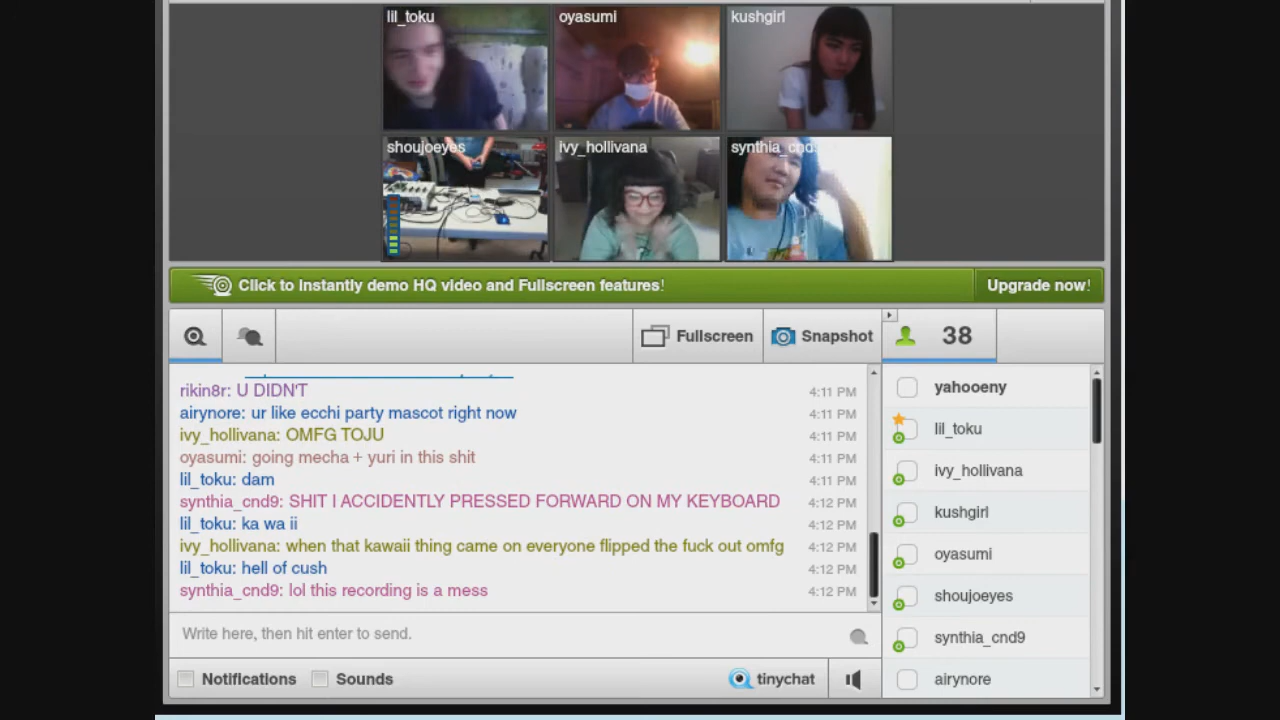 lil_toku
oyasumi
kushgirl
shoujoeyes
ivy_hollivana
synthia_cnd
Click to instantly demo HQ video and Fullscreen features!
Upgrade now!
Fullscreen
Snapshot
38
rikin8r: U DIDN'T 4:11 PM
airynore: ur like ecchi party mascot right now 4:11 PM
ivy_hollivana: OMFG TOJU 4:11 PM
oyasumi: going mecha + yuri in this shit 4:11 PM
lil_toku: dam 4:11 PM
synthia_cnd9: SHIT I ACCIDENTLY PRESSED FORWARD ON MY KEYBOARD 4:12 PM
lil_toku: ka wa ii 4:12 PM
ivy_hollivana: when that kawaii thing came on everyone flipped the fuck out omfg 4:12 PM
lil_toku: hell of cush 4:12 PM
synthia_cnd9: lol this recording is a mess 4:12 PM
Write here, then hit enter to send.
Notifications
Sounds
tinychat
yahooeny
lil_toku
ivy_hollivana
kushgirl
oyasumi
shoujoeyes
synthia_cnd9
airynore